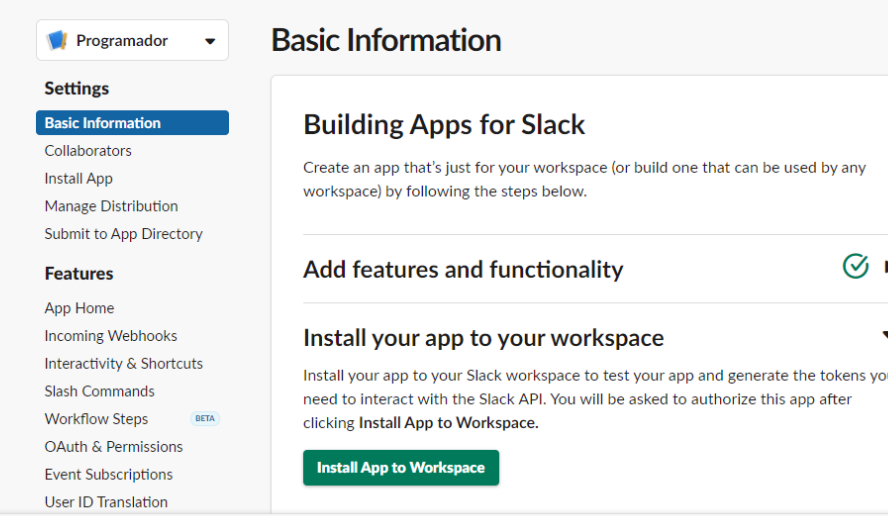 Programador
Settings
Basic Information
Collaborators
Install App
Manage Distribution
Submit to App Directory
Features
App Home
Incoming Webhooks
Interactivity & Shortcuts
Slash Commands
Workflow Steps BETA
OAuth & Permissions
Event Subscriptions
User ID Translation
Basic Information
Building Apps for Slack
Create an app that's just for your workspace (or build one that can be used by any
workspace) by following the steps below.
Add features and functionality
Install your app to your workspace
Install your app to your Slack workspace to test your app and generate the tokens
need to interact with the Slack API. You will be asked to authorize this app after
clicking Install App to Workspace.
Install App to Workspace